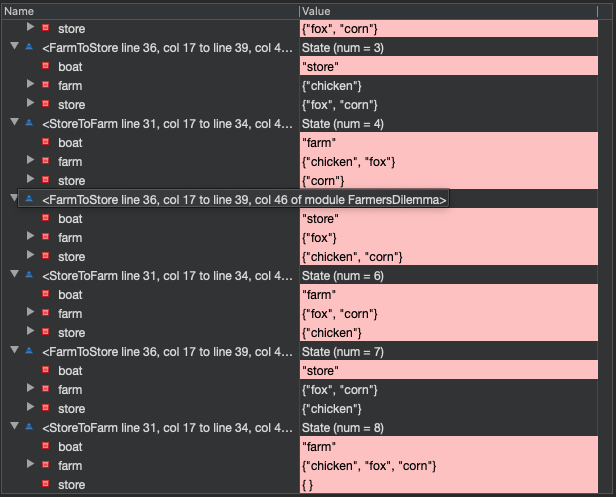 Name Value
store {"fox", "corn"}
<FarmToStore line 36, col 17 to line 39, col 4... State (num = 3)
boat "store"
farm {"chicken"}
store {"fox", "corn"}
<StoreToFarm line 31, col 17 to line 34, col 4... State (num = 4)
boat "farm"
farm {"chicken", "fox"}
store {"corn"}
<FarmToStore line 36, col 17 to line 39, col 46 of module FarmersDilemma>
boat "store"
farm {"fox"}
store {"chicken", "corn"}
<StoreToFarm line 31, col 17 to line 34, col 4... State (num = 6)
boat "farm"
farm {"fox", "corn"}
store {"chicken"}
<FarmToStore line 36, col 17 to line 39, col 4... State (num = 7)
boat "store"
farm {"fox", "corn"}
store {"chicken"}
<StoreToFarm line 31, col 17 to line 34, col 4... State (num = 8)
boat "farm"
farm {"chicken", "fox", "corn"}
store { }